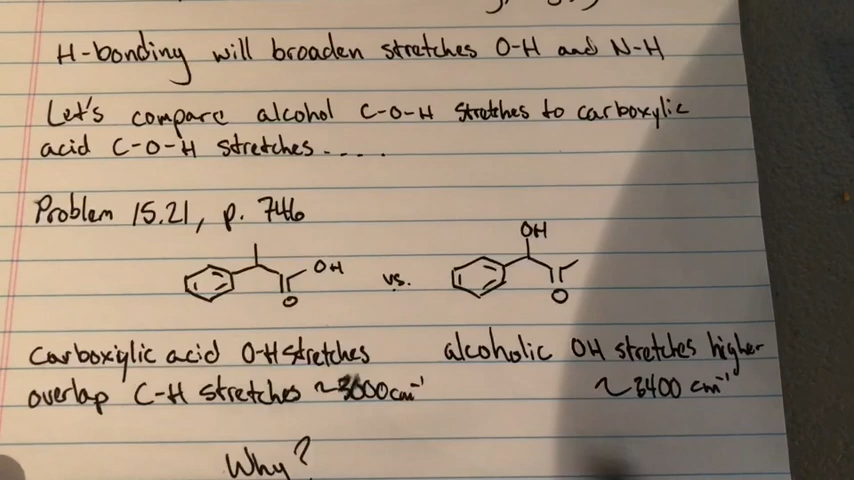 H-bonding will broaden stretches O-H and N-H
Let's compare alcohol C-O-H stretches to carboxylic
acid C-O-H stretches....
Problem 15.21, p. 746
OH
OH
vs.
O
O
Carboxylic acid O-H stretches
alcoholic OH stretches higher
overlap C-H stretches ~3000cm⁻¹
~3400 cm⁻¹
Why?